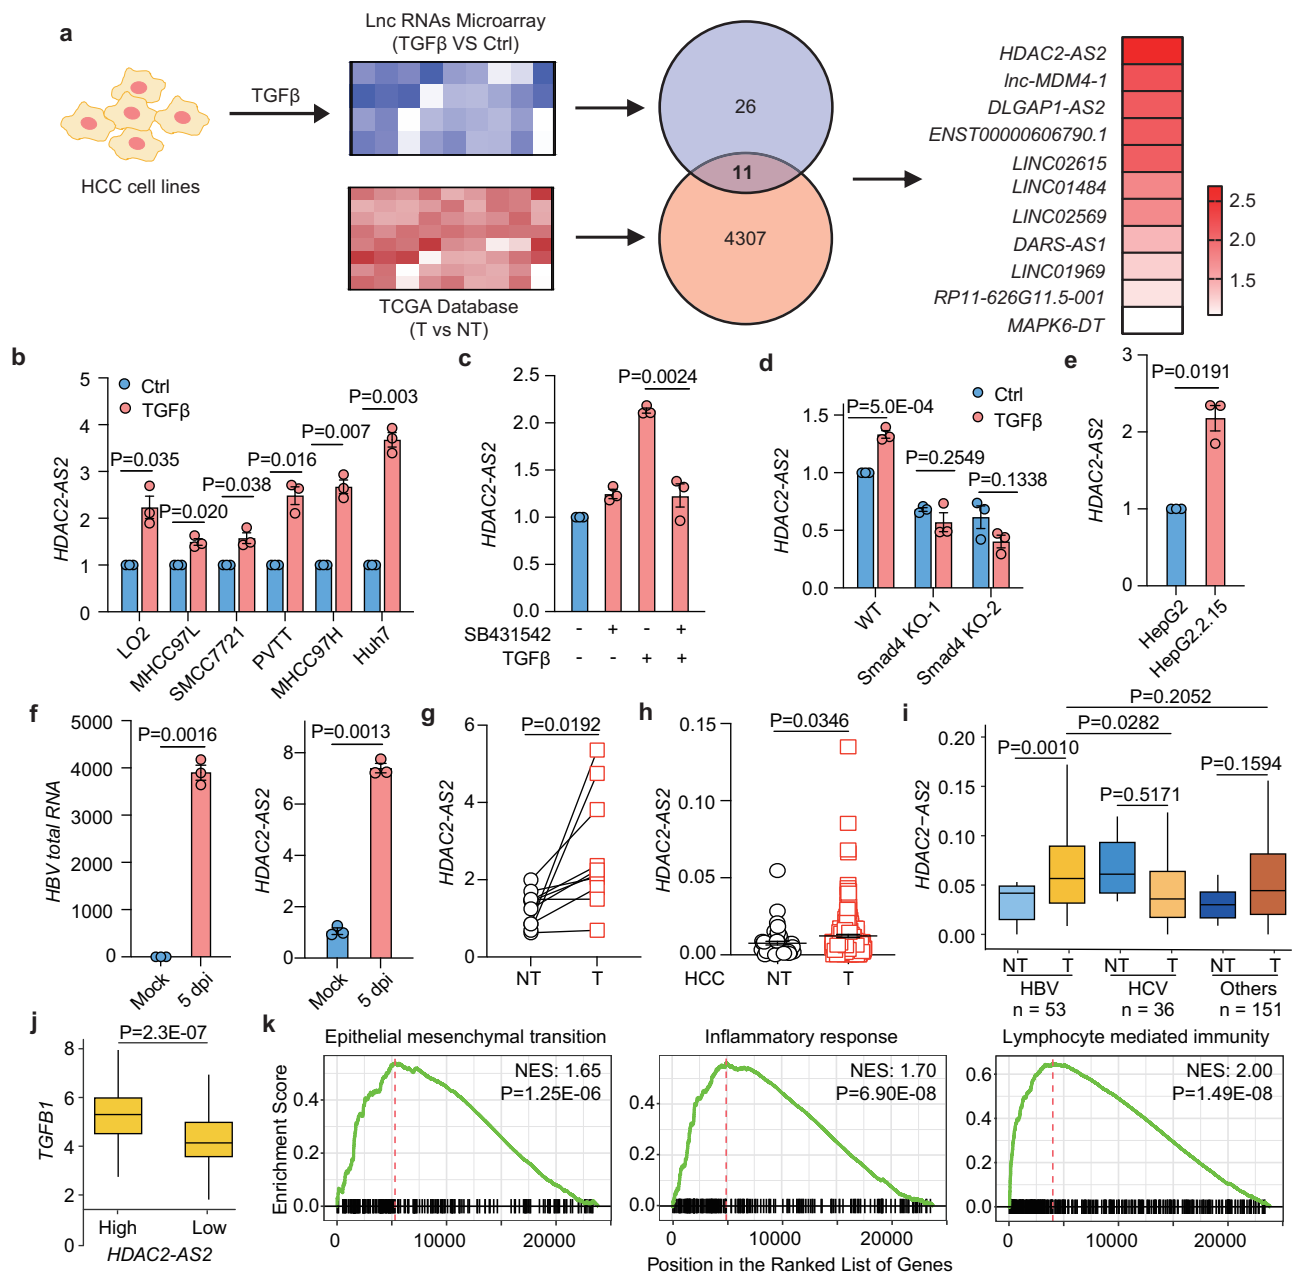 a
Lnc RNAs Microarray
(TGFβ VS Ctrl)
TGFβ
HCC cell lines
TCGA Database
(T vs NT)
26
11
4307
HDAC2-AS2
lnc-MDM4-1
DLGAP1-AS2
ENST00000606790.1
LINC02615
LINC01484
LINC02569
DARS-AS1
LINC01969
RP11-626G11.5-001
MAPK6-DT
2.5
2.0
1.5
b
Ctrl
TGFβ
HDAC2-AS2
5
4
3
2
1
0
P=0.035
P=0.020
P=0.038
P=0.016
P=0.007
P=0.003
LO2
MHCC97L
SMCC7721
PVTT
MHCC97H
Huh7
c
HDAC2-AS2
2.5
2.0
1.5
1.0
0.5
0.0
P=0.0024
SB431542 - + - +
TGFβ - - + +
d
Ctrl
TGFβ
HDAC2-AS2
1.5
1.0
0.5
0.0
P=5.0E-04
P=0.2549
P=0.1338
WT
Smad4 KO-1
Smad4 KO-2
e
HDAC2-AS2
3
2
1
0
P=0.0191
HepG2
HepG2.2.15
f
HBV total RNA
5000
4000
3000
2000
1000
0
P=0.0016
Mock
5 dpi
HDAC2-AS2
8
6
4
2
0
P=0.0013
Mock
5 dpi
g
HDAC2-AS2
6
4
2
0
P=0.0192
NT T
h
HDAC2-AS2
0.15
0.10
0.05
0.00
P=0.0346
HCC NT T
i
HDAC2−AS2
0.20
0.15
0.10
0.05
0.00
P=0.2052
P=0.0282
P=0.0010
P=0.5171
P=0.1594
NT T NT T NT T
HBV HCV Others
n = 53 n = 36 n = 151
j
TGFB1
8
6
4
2
0
P=2.3E-07
High Low
HDAC2-AS2
k
Enrichment Score
Epithelial mesenchymal transition
NES: 1.65
P=1.25E-06
0.4
0.2
0.0
0 10000 20000
Inflammatory response
NES: 1.70
P=6.90E-08
0.4
0.2
0.0
0 10000 20000
Lymphocyte mediated immunity
NES: 2.00
P=1.49E-08
0.6
0.4
0.2
0.0
0 10000 20000
Position in the Ranked List of Genes